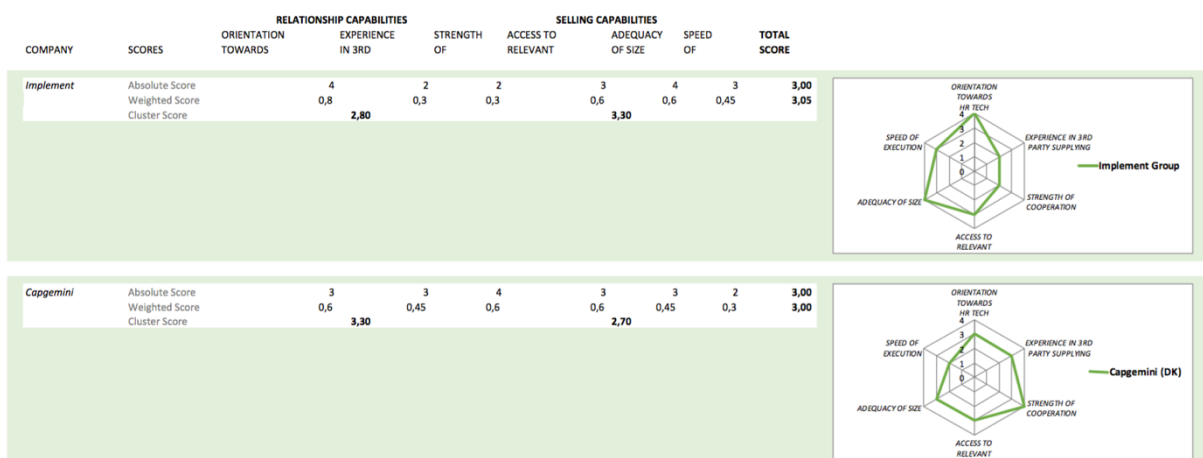 RELATIONSHIP CAPABILITIES SELLING CAPABILITIES
ORIENTATION EXPERIENCE STRENGTH ACCESS TO ADEQUACY SPEED TOTAL
COMPANY SCORES TOWARDS IN 3RD OF RELEVANT OF SIZE OF SCORE
Implement Absolute Score 4 2 2 3 4 3 3,00
Weighted Score 0,8 0,3 0,3 0,6 0,6 0,45 3,05
Cluster Score 2,80 3,30
ORIENTATION
TOWARDS
HR TECH
4
3
2
1
0
SPEED OF
EXECUTION
EXPERIENCE IN 3RD
PARTY SUPPLYING
Implement Group
ADEQUACY OF SIZE
STRENGTH OF
COOPERATION
ACCESS TO
RELEVANT
Capgemini Absolute Score 3 3 4 3 3 2 3,00
Weighted Score 0,6 0,45 0,6 0,6 0,45 0,3 3,00
Cluster Score 3,30 2,70
ORIENTATION
TOWARDS
HR TECH
4
3
2
1
0
SPEED OF
EXECUTION
EXPERIENCE IN 3RD
PARTY SUPPLYING
Capgemini (DK)
ADEQUACY OF SIZE
STRENGTH OF
COOPERATION
ACCESS TO
RELEVANT